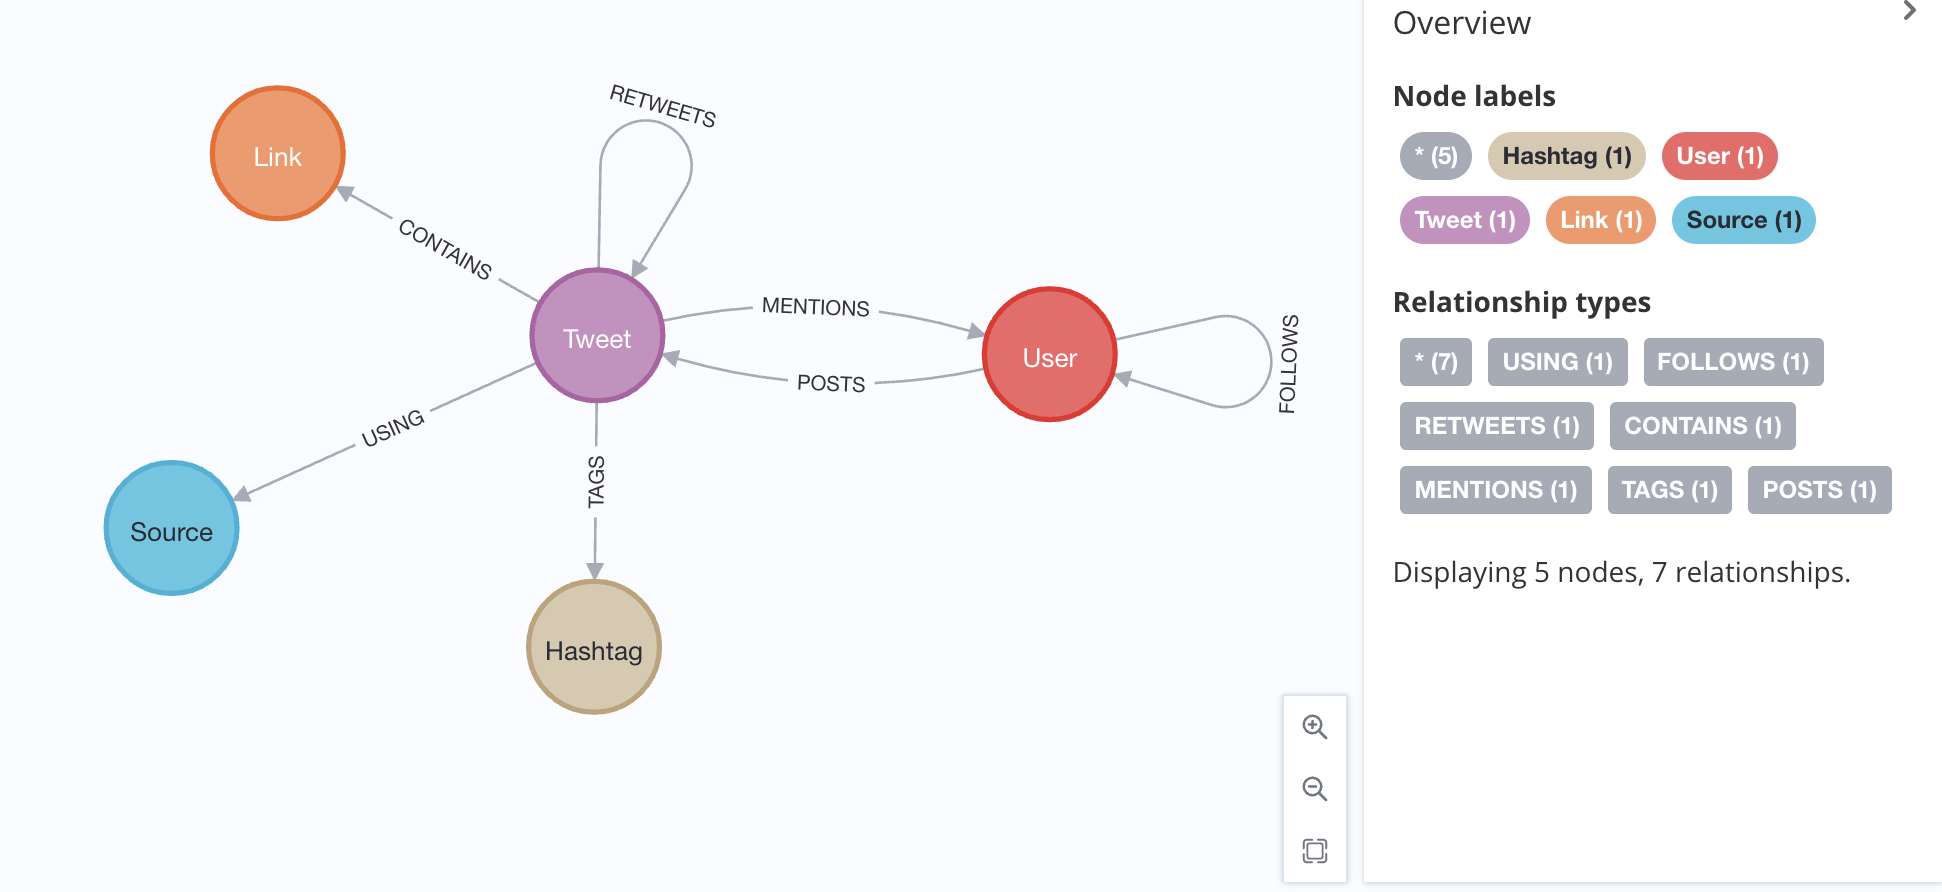 Link
RETWEETS
CONTAINS
Tweet
MENTIONS
User
FOLLOWS
POSTS
USING
TAGS
Source
Hashtag
Overview
Node labels
* (5) Hashtag (1) User (1)
Tweet (1) Link (1) Source (1)
Relationship types
* (7) USING (1) FOLLOWS (1)
RETWEETS (1) CONTAINS (1)
MENTIONS (1) TAGS (1) POSTS (1)
Displaying 5 nodes, 7 relationships.